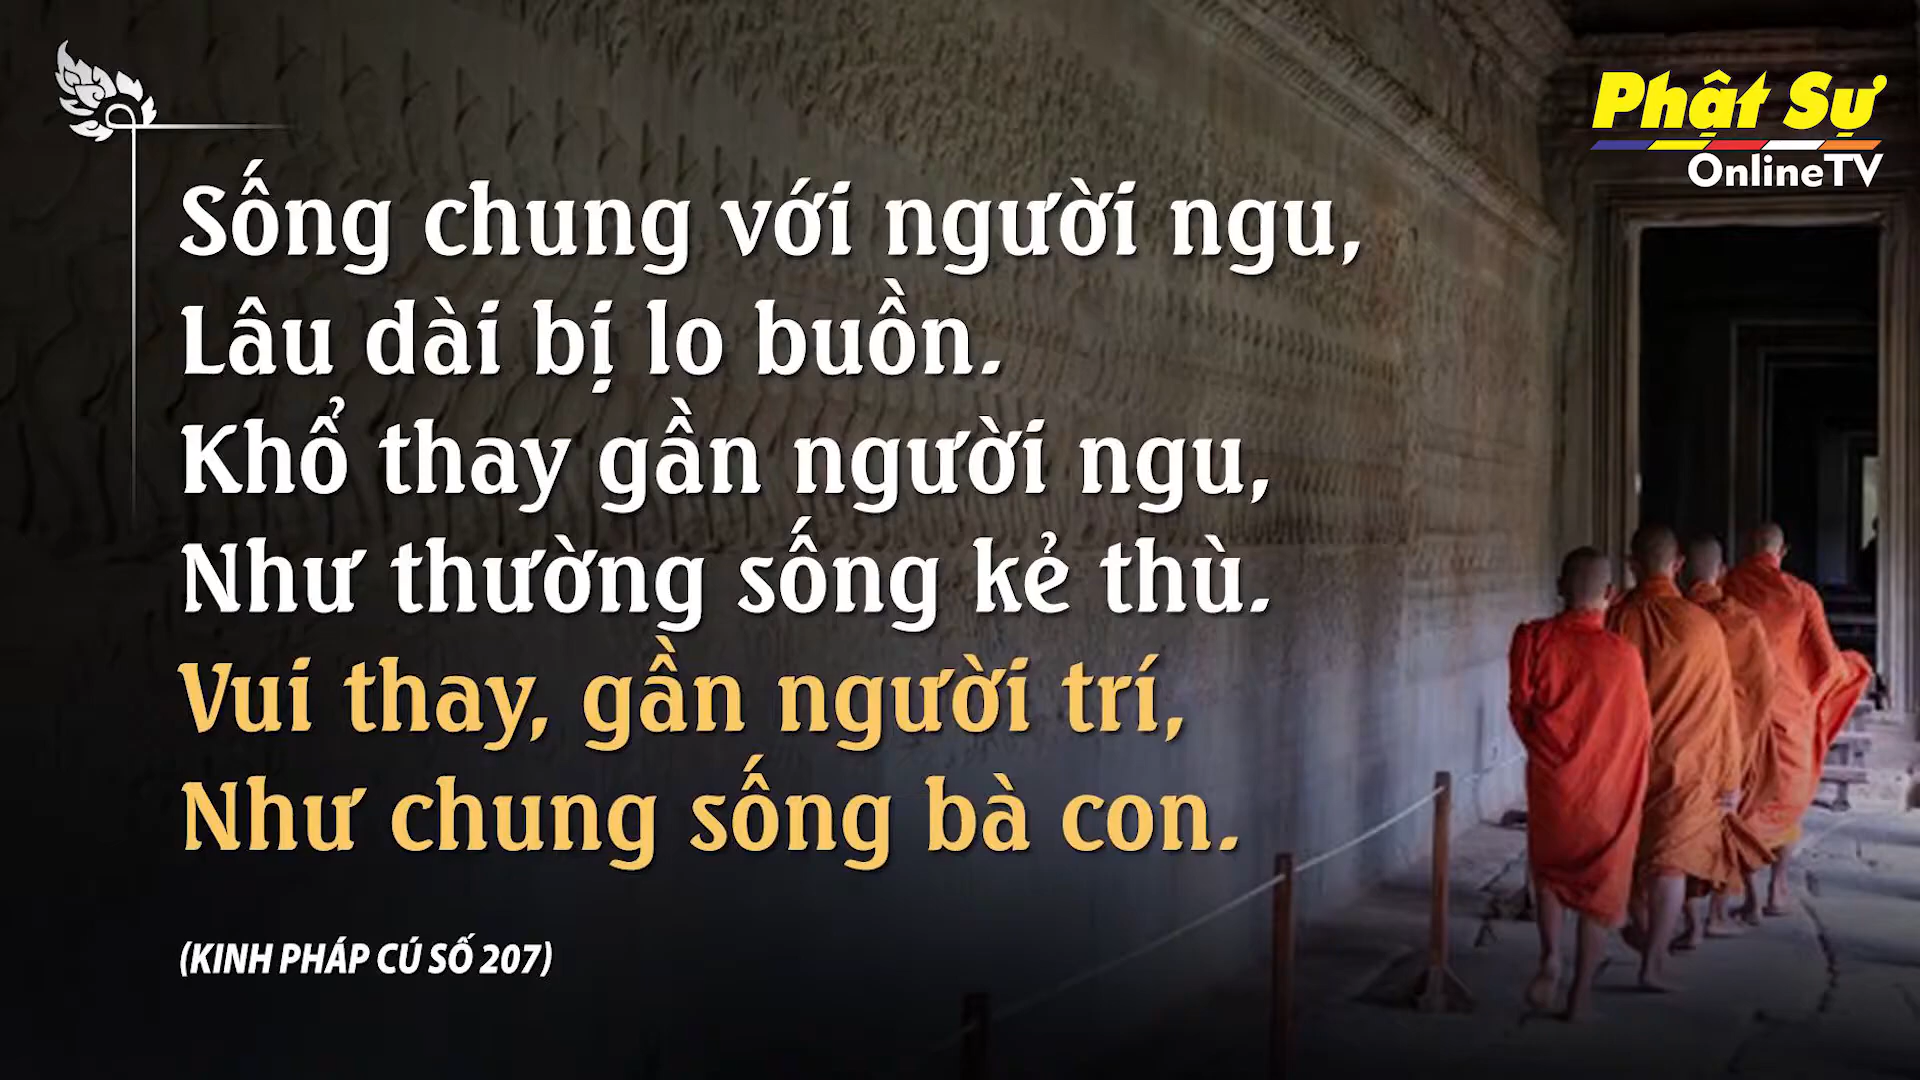 Phật Sự
OnlineTV
Sống chung với người ngu,
Lâu dài bị lo buồn.
Khổ thay gần người ngu,
Như thường sống kẻ thù.
Vui thay, gần người trí,
Như chung sống bà con.
(KINH PHÁP CÚ SỐ 207)